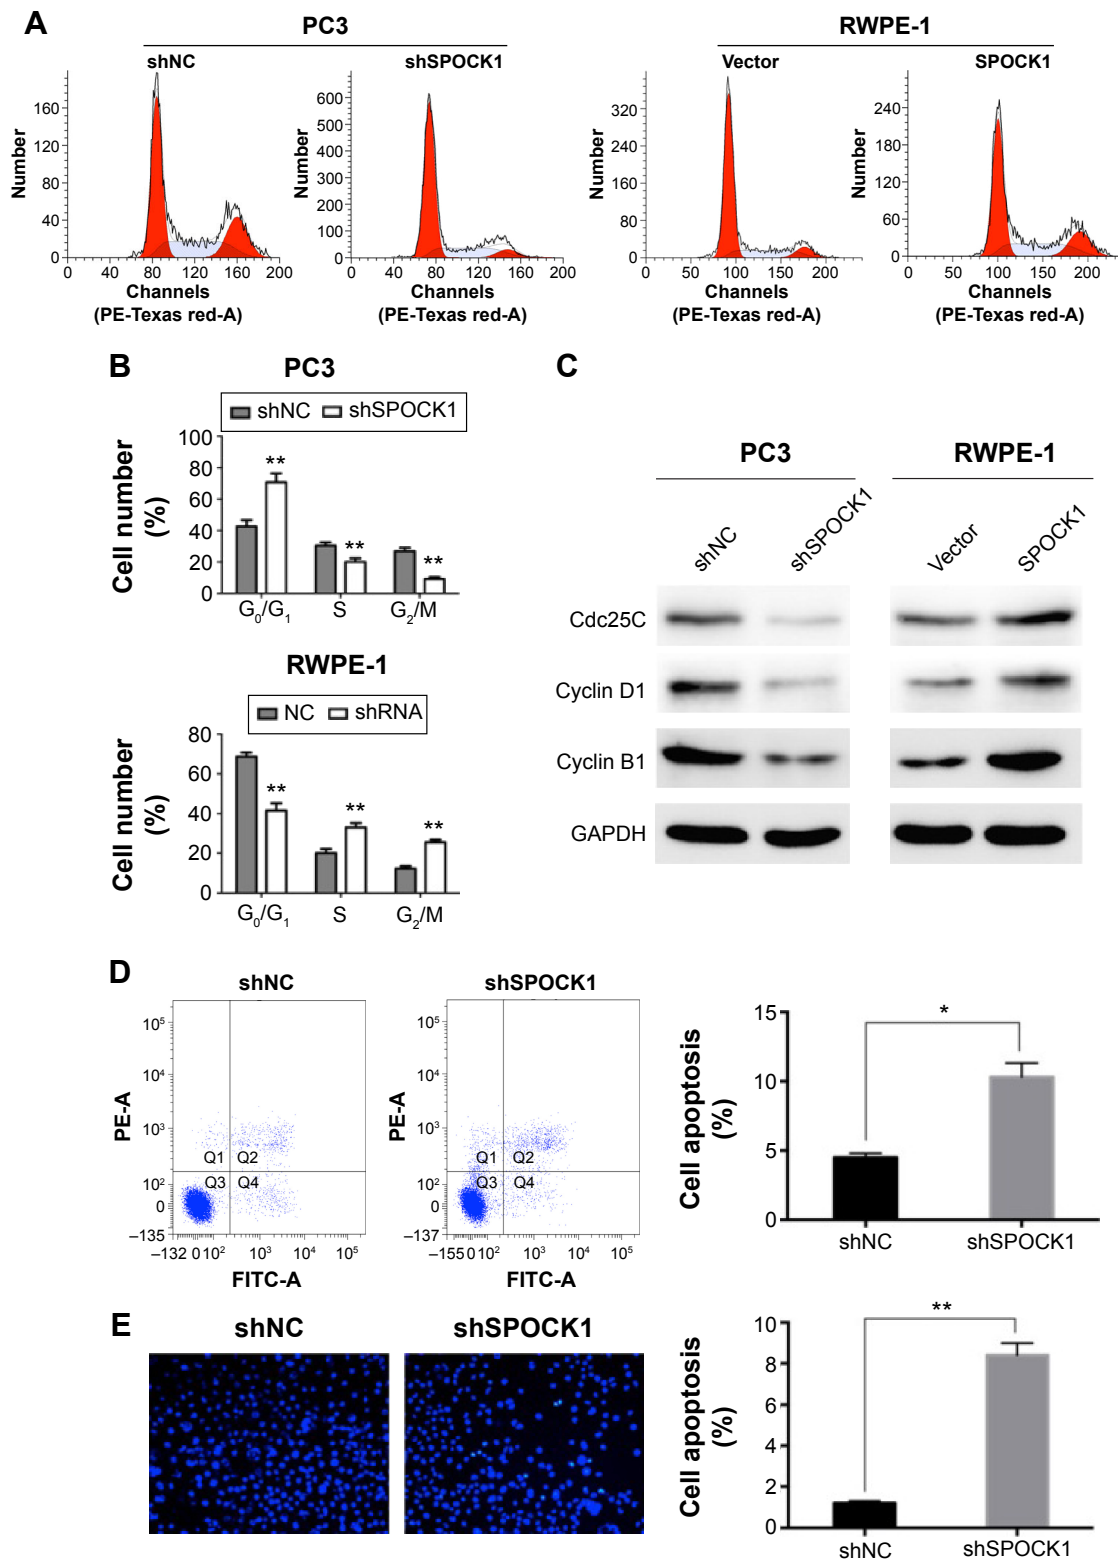 A
PC3
RWPE-1
shNC
shSPOCK1
Vector
SPOCK1
Number
160
120
80
40
0
0 40 80 120 160 200
Channels
(PE-Texas red-A)
Number
600
500
400
300
200
100
0
0 40 80 120 160 200
Channels
(PE-Texas red-A)
Number
320
240
160
80
0
0 50 100 150 200
Channels
(PE-Texas red-A)
Number
240
180
120
60
0
0 50 100 150 200
Channels
(PE-Texas red-A)
B
PC3
shNC shSPOCK1
Cell number
(%)
100
80
60
40
20
0
**
**
**
G0/G1 S G2/M
RWPE-1
NC shRNA
Cell number
(%)
80
60
40
20
0
**
**
**
G0/G1 S G2/M
C
PC3
RWPE-1
shNC
shSPOCK1
Vector
SPOCK1
Cdc25C
Cyclin D1
Cyclin B1
GAPDH
D
shNC
PE-A
10^5
10^4
10^3
10^2
0
−135
Q1 Q2
Q3 Q4
−132 0 10^2 10^3 10^4 10^5
FITC-A
shSPOCK1
PE-A
10^5
10^4
10^3
10^2
0
−137
Q1 Q2
Q3 Q4
−155 0 10^2 10^3 10^4 10^5
FITC-A
Cell apoptosis
(%)
15
10
5
0
*
shNC shSPOCK1
E
shNC
shSPOCK1
Cell apoptosis
(%)
10
8
6
4
2
0
**
shNC shSPOCK1